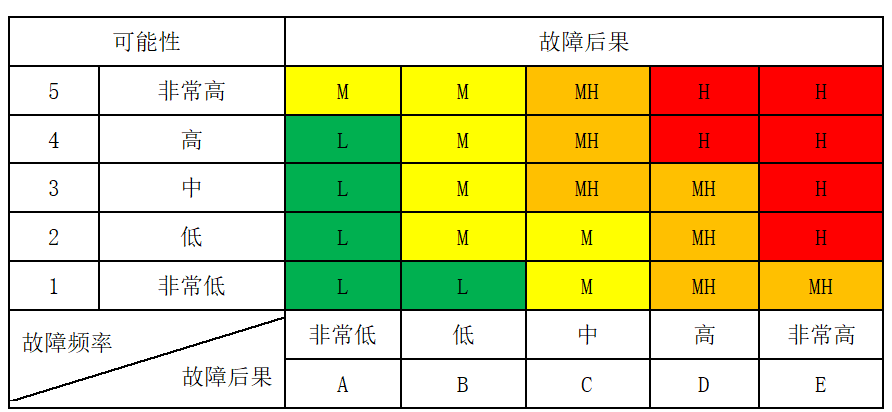 可能性 故障后果
5 非常高 M M MH H H
4 高 L M MH H H
3 中 L M MH MH H
2 低 L M M MH H
1 非常低 L L M MH MH
故障频率 非常低 低 中 高 非常高
故障后果 A B C D E